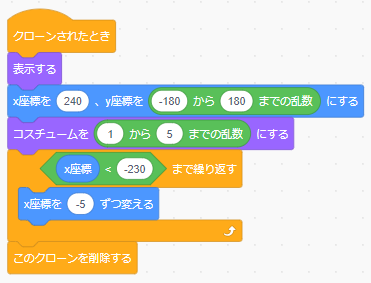 クローンされたとき
表示する
x座標を 240 、y座標を -180 から 180 までの乱数 にする
コスチュームを 1 から 5 までの乱数 にする
x座標 < -230 まで繰り返す
x座標を -5 ずつ変える
このクローンを削除する